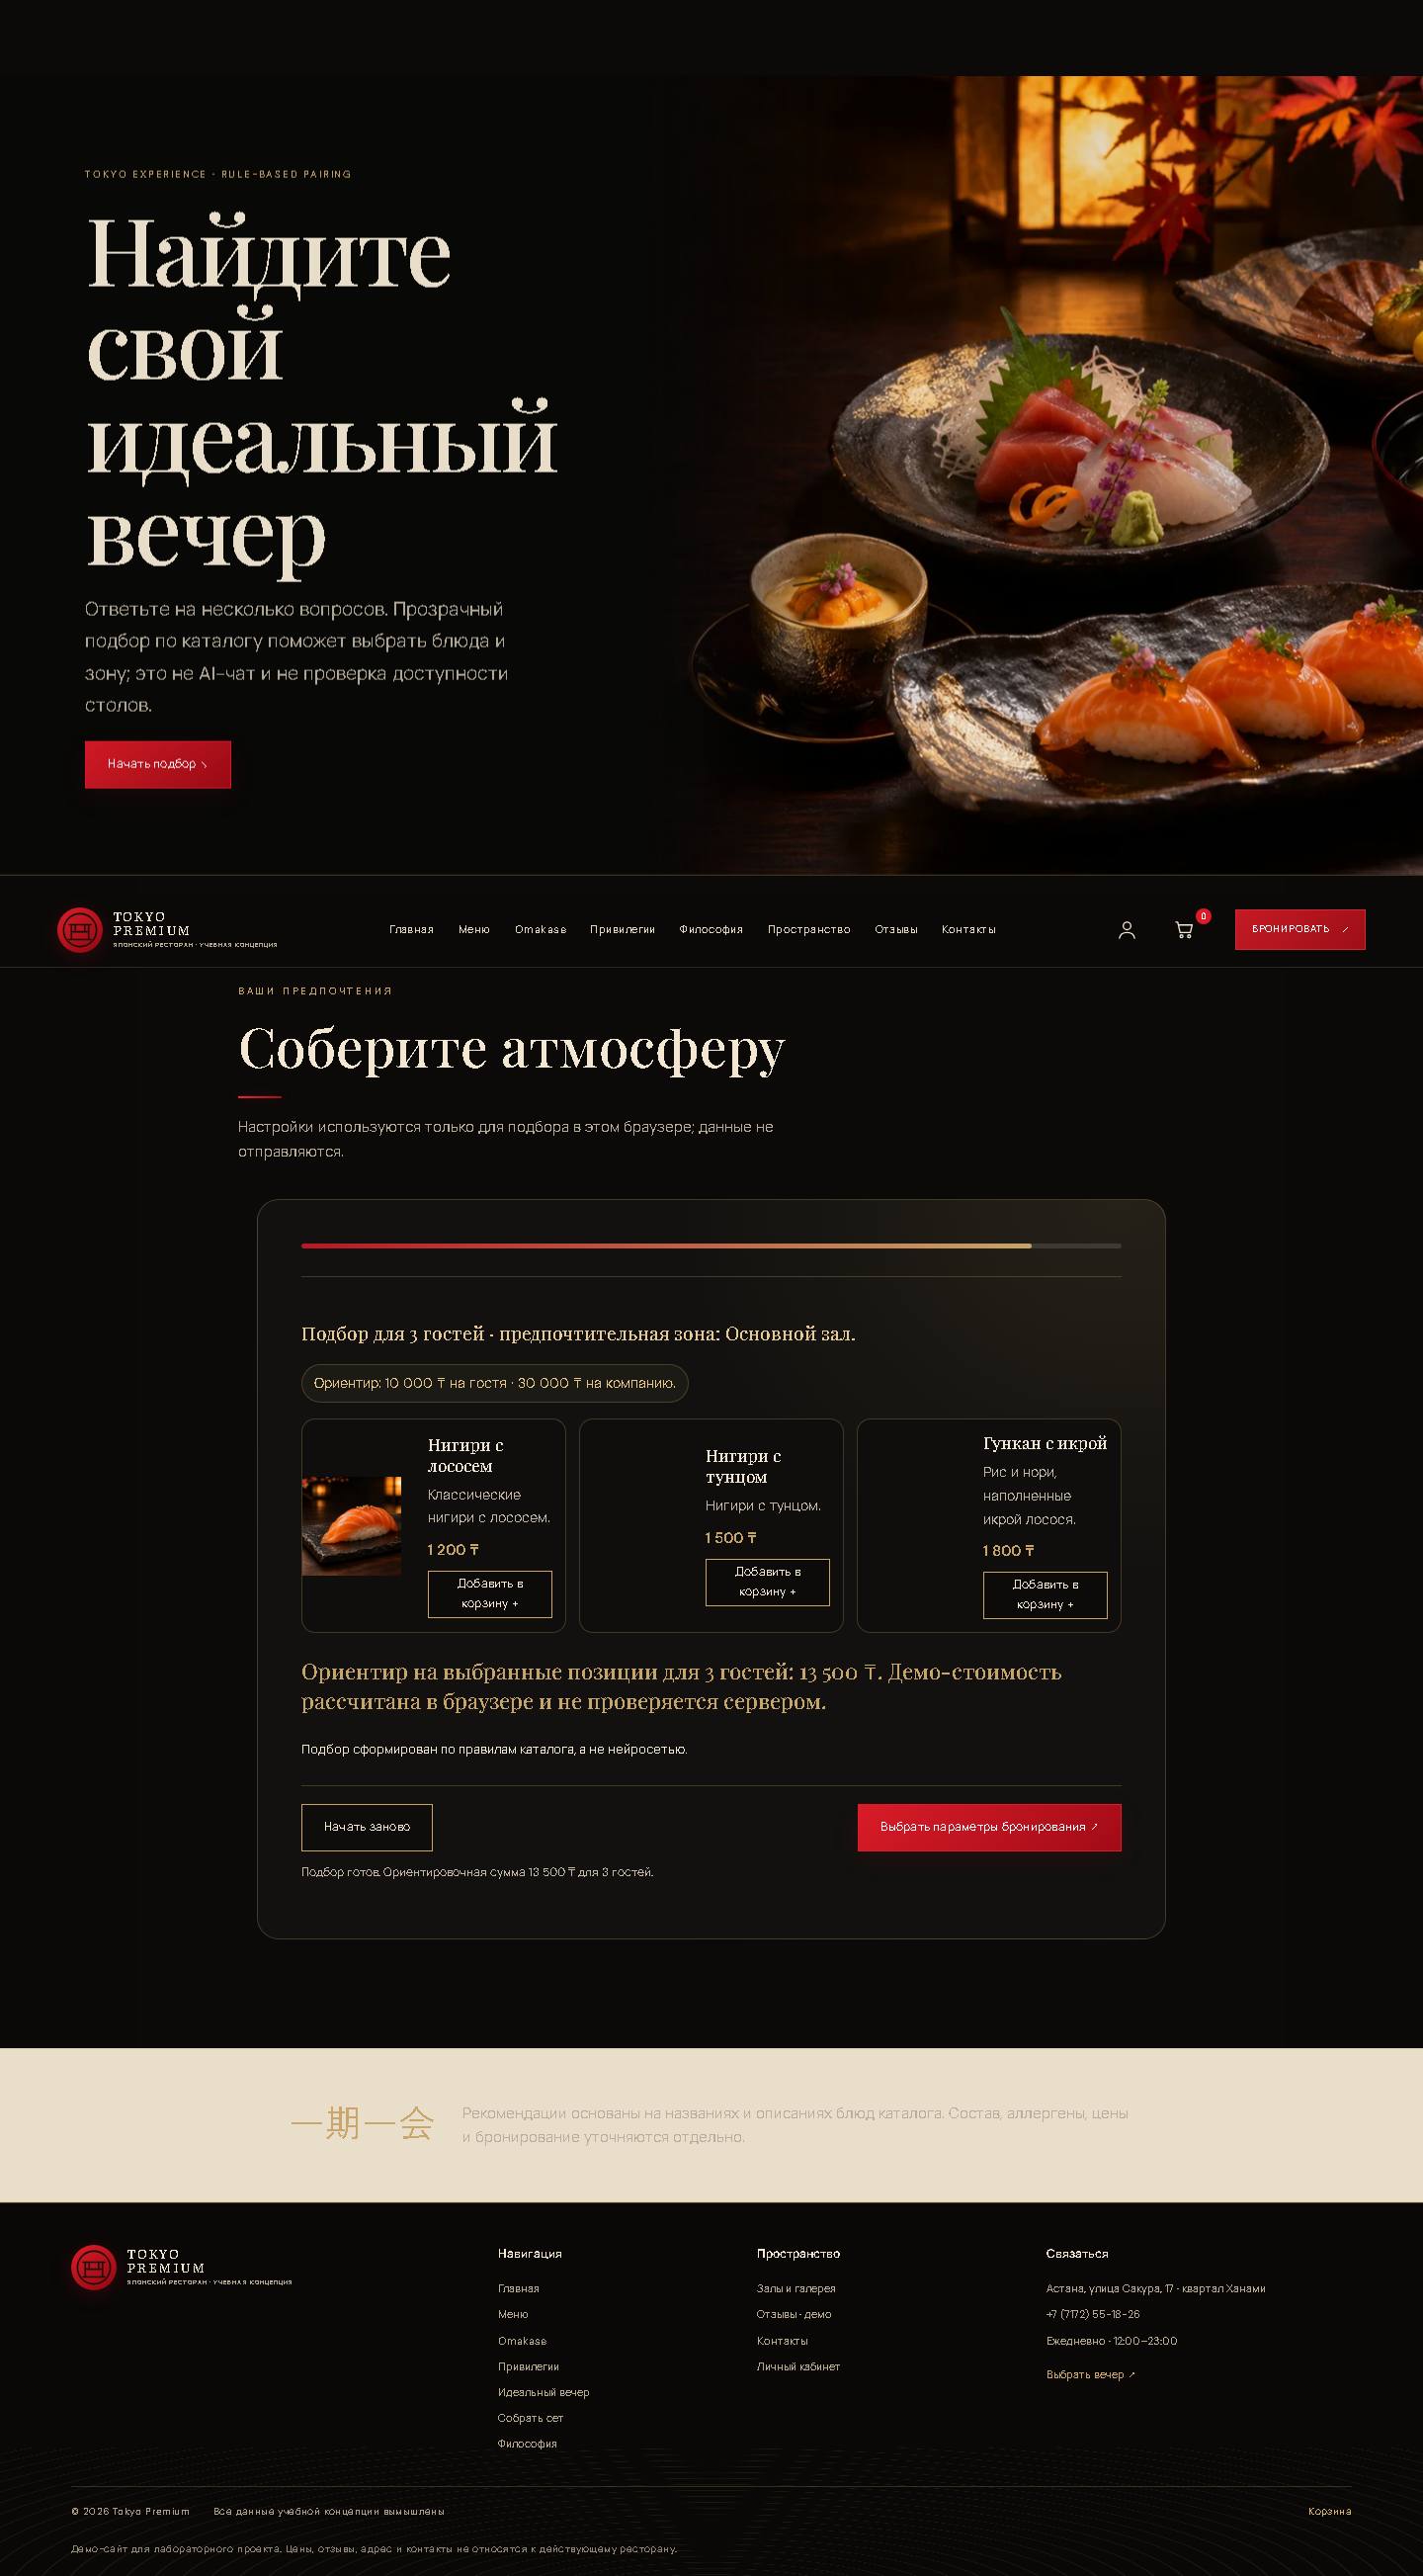 TOKYO EXPERIENCE · RULE-BASED PAIRING
Найдите
свой
идеальный
вечер
Ответьте на несколько вопросов. Прозрачный
подбор по каталогу поможет выбрать блюда и
зону; это не AI-чат и не проверка доступности
столов.
Начать подбор
TOKYO
PREMIUM
ЯПОНСКИЙ РЕСТОРАН · УЧЕБНАЯ КОНЦЕПЦИЯ
Главная Меню Omakase Привилегии Философия Пространство Отзывы Контакты
0
БРОНИРОВАТЬ
ВАШИ ПРЕДПОЧТЕНИЯ
Соберите атмосферу
Настройки используются только для подбора в этом браузере; данные не
отправляются.
Подбор для 3 гостей · предпочтительная зона: Основной зал.
Ориентир: 10 000 ₸ на гостя · 30 000 ₸ на компанию.
Нигири с
лососем
Классические
нигири с лососем.
1 200 ₸
Добавить в
корзину +
Нигири с
тунцом
Нигири с тунцом.
1 500 ₸
Добавить в
корзину +
Гункан с икрой
Рис и нори,
наполненные
икрой лосося.
1 800 ₸
Добавить в
корзину +
Ориентир на выбранные позиции для 3 гостей: 13 500 ₸. Демо-стоимость
рассчитана в браузере и не проверяется сервером.
Подбор сформирован по правилам каталога, а не нейросетью.
Начать заново
Выбрать параметры бронирования ↗
Подбор готов. Ориентировочная сумма 13 500 ₸ для 3 гостей.
一期一会
Рекомендации основаны на названиях и описаниях блюд каталога. Состав, аллергены, цены
и бронирование уточняются отдельно.
TOKYO
PREMIUM
ЯПОНСКИЙ РЕСТОРАН · УЧЕБНАЯ КОНЦЕПЦИЯ
Навигация
Главная
Меню
Omakase
Привилегии
Идеальный вечер
Собрать сет
Философия
Пространство
Залы и галерея
Отзывы · демо
Контакты
Личный кабинет
Связаться
Астана, улица Сакура, 17 · квартал Ханами
+7 (7172) 55-18-26
Ежедневно · 12:00–23:00
Выбрать вечер ↗
© 2026 Tokyo Premium Все данные учебной концепции вымышлены
Корзина
Демо-сайт для лабораторного проекта. Цены, отзывы, адрес и контакты не относятся к действующему ресторану.